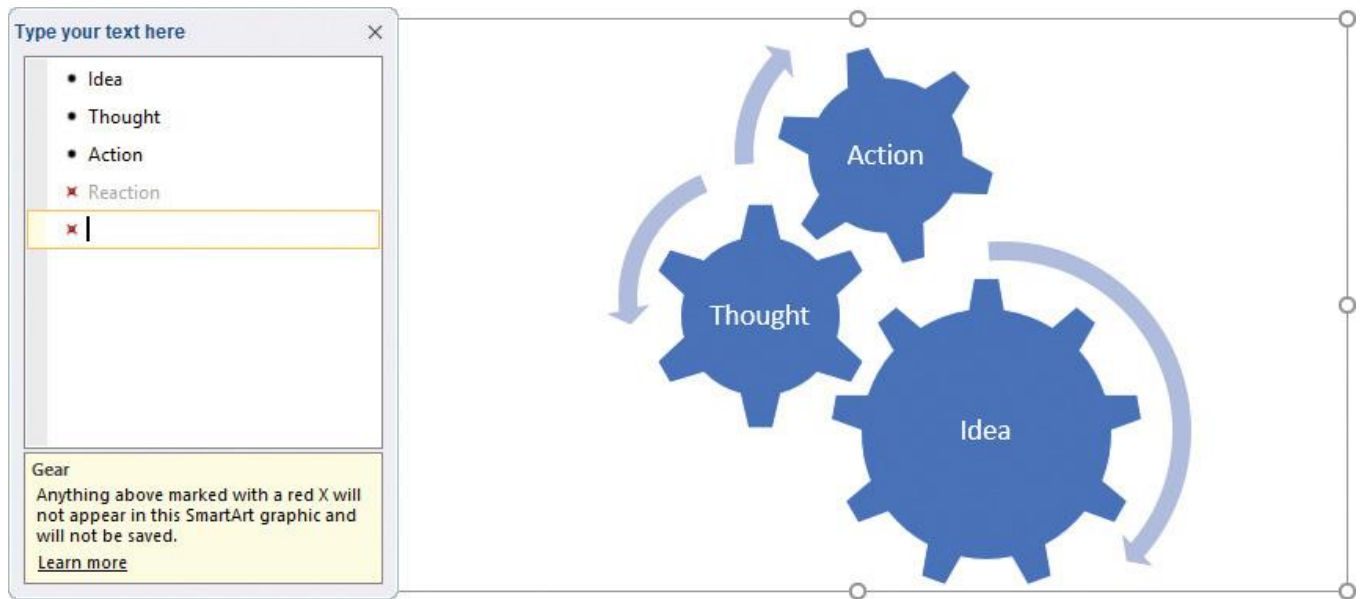 Type your text here
Idea
Thought
Action
Reaction
Gear
Anything above marked with a red X will
not appear in this SmartArt graphic and
will not be saved.
Learn more
Action
Thought
Idea